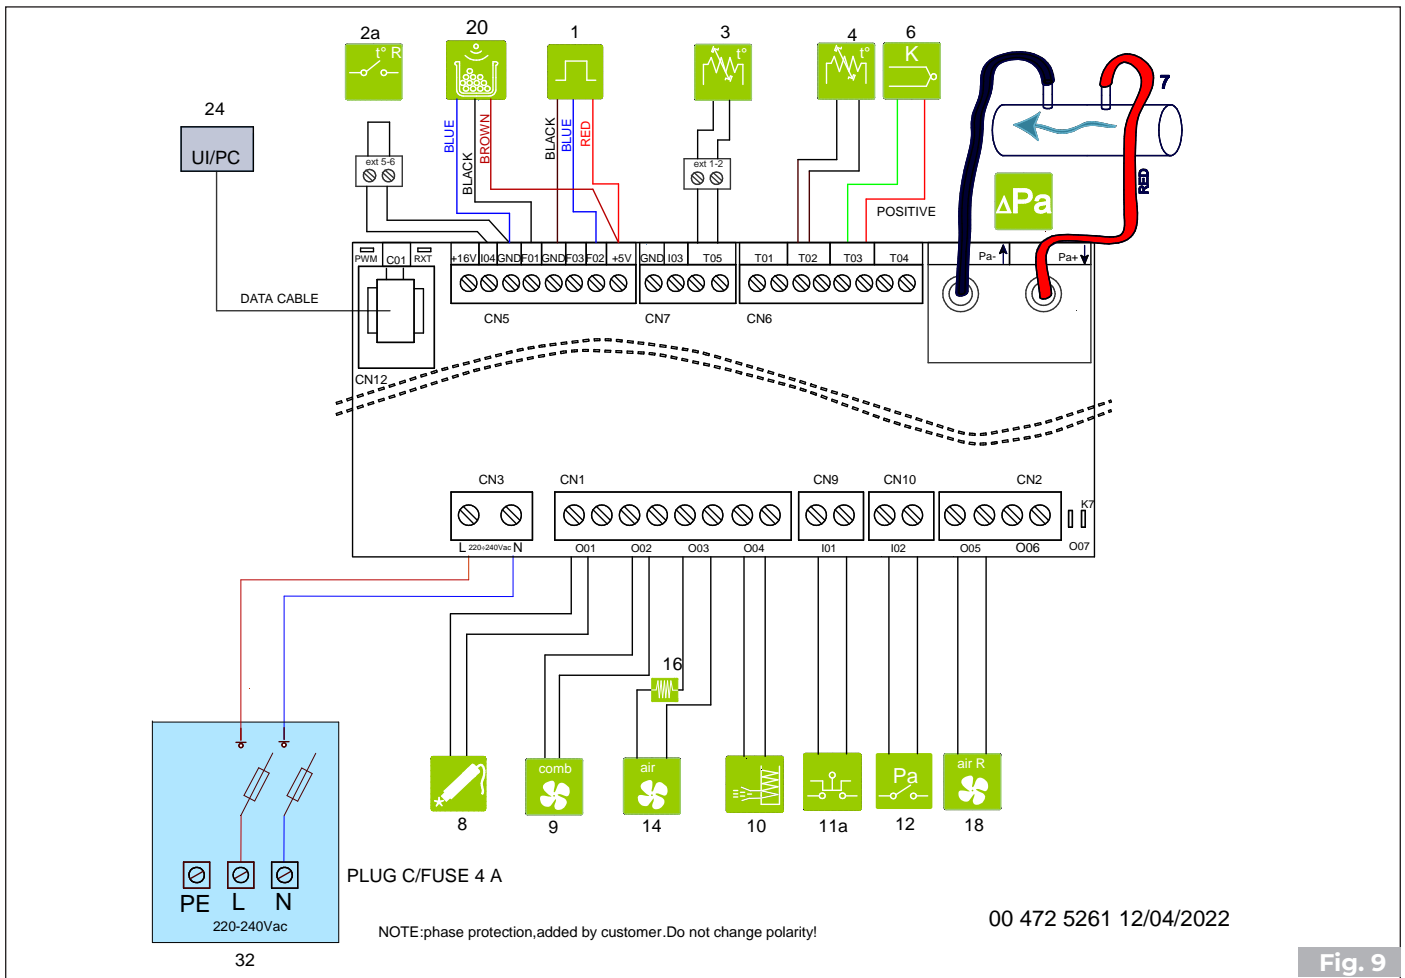 2a
20
1
3
4
6
7
t° R
t°
t°
K
24
UI/PC
BLUE
BLACK
BROWN
BLACK
BLUE
RED
ext 5-6
ext 1-2
RED
ΔPa
POSITIVE
PWM
C01
RXT
+16V
I04
GND
F01
GND
F03
F02
+5V
GND
I03
T05
T01
T02
T03
T04
Pa-
Pa+
DATA CABLE
CN5
CN7
CN6
CN12
CN3
CN1
CN9
CN10
CN2
K7
L 220÷240Vac N
O01
O02
O03
O04
I01
I02
O05
O06
O07
16
comb
air
Pa
air R
8
9
14
10
11a
12
18
PLUG C/FUSE 4 A
PE
L
N
220-240Vac
32
NOTE:phase protection,added by customer.Do not change polarity!
00 472 5261 12/04/2022
Fig. 9